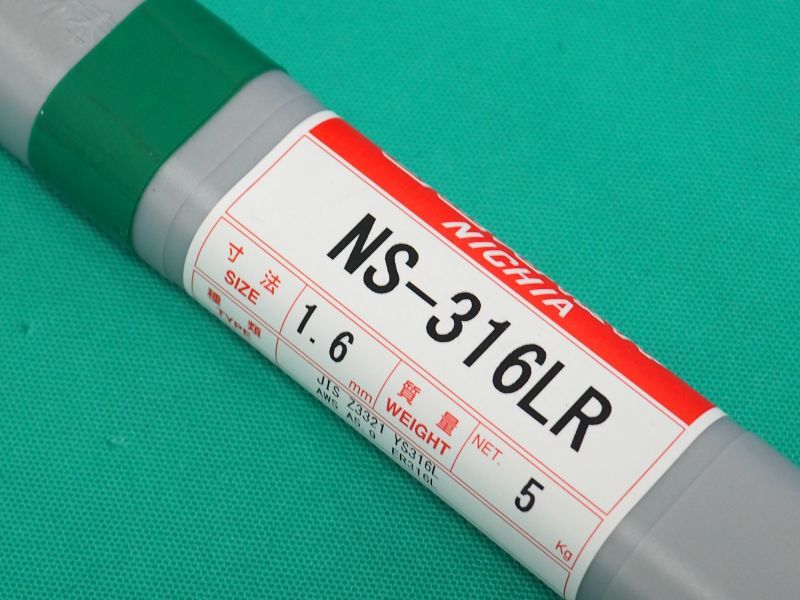 NICHIA
NS-316LR
寸法
SIZE
1.6
mm
質量
WEIGHT
NET.
5
Kg
種類
TYPE
JIS Z3321 YS316L
AWS A5.9 ER316L